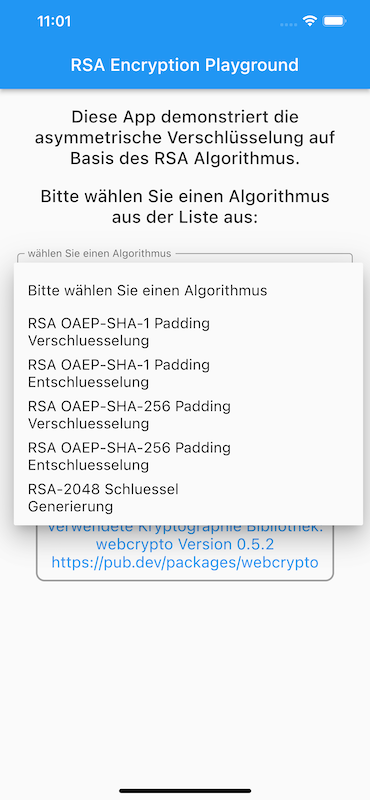 11:01
RSA Encryption Playground
Diese App demonstriert die
asymmetrische Verschlüsselung auf
Basis des RSA Algorithmus.
Bitte wählen Sie einen Algorithmus
aus der Liste aus:
wählen Sie einen Algorithmus
Bitte wählen Sie einen Algorithmus
RSA OAEP-SHA-1 Padding
Verschluesselung
RSA OAEP-SHA-1 Padding
Entschluesselung
RSA OAEP-SHA-256 Padding
Verschluesselung
RSA OAEP-SHA-256 Padding
Entschluesselung
RSA-2048 Schluessel
Generierung
verwendete Kryptographie Bibliothek:
webcrypto Version 0.5.2
https://pub.dev/packages/webcrypto